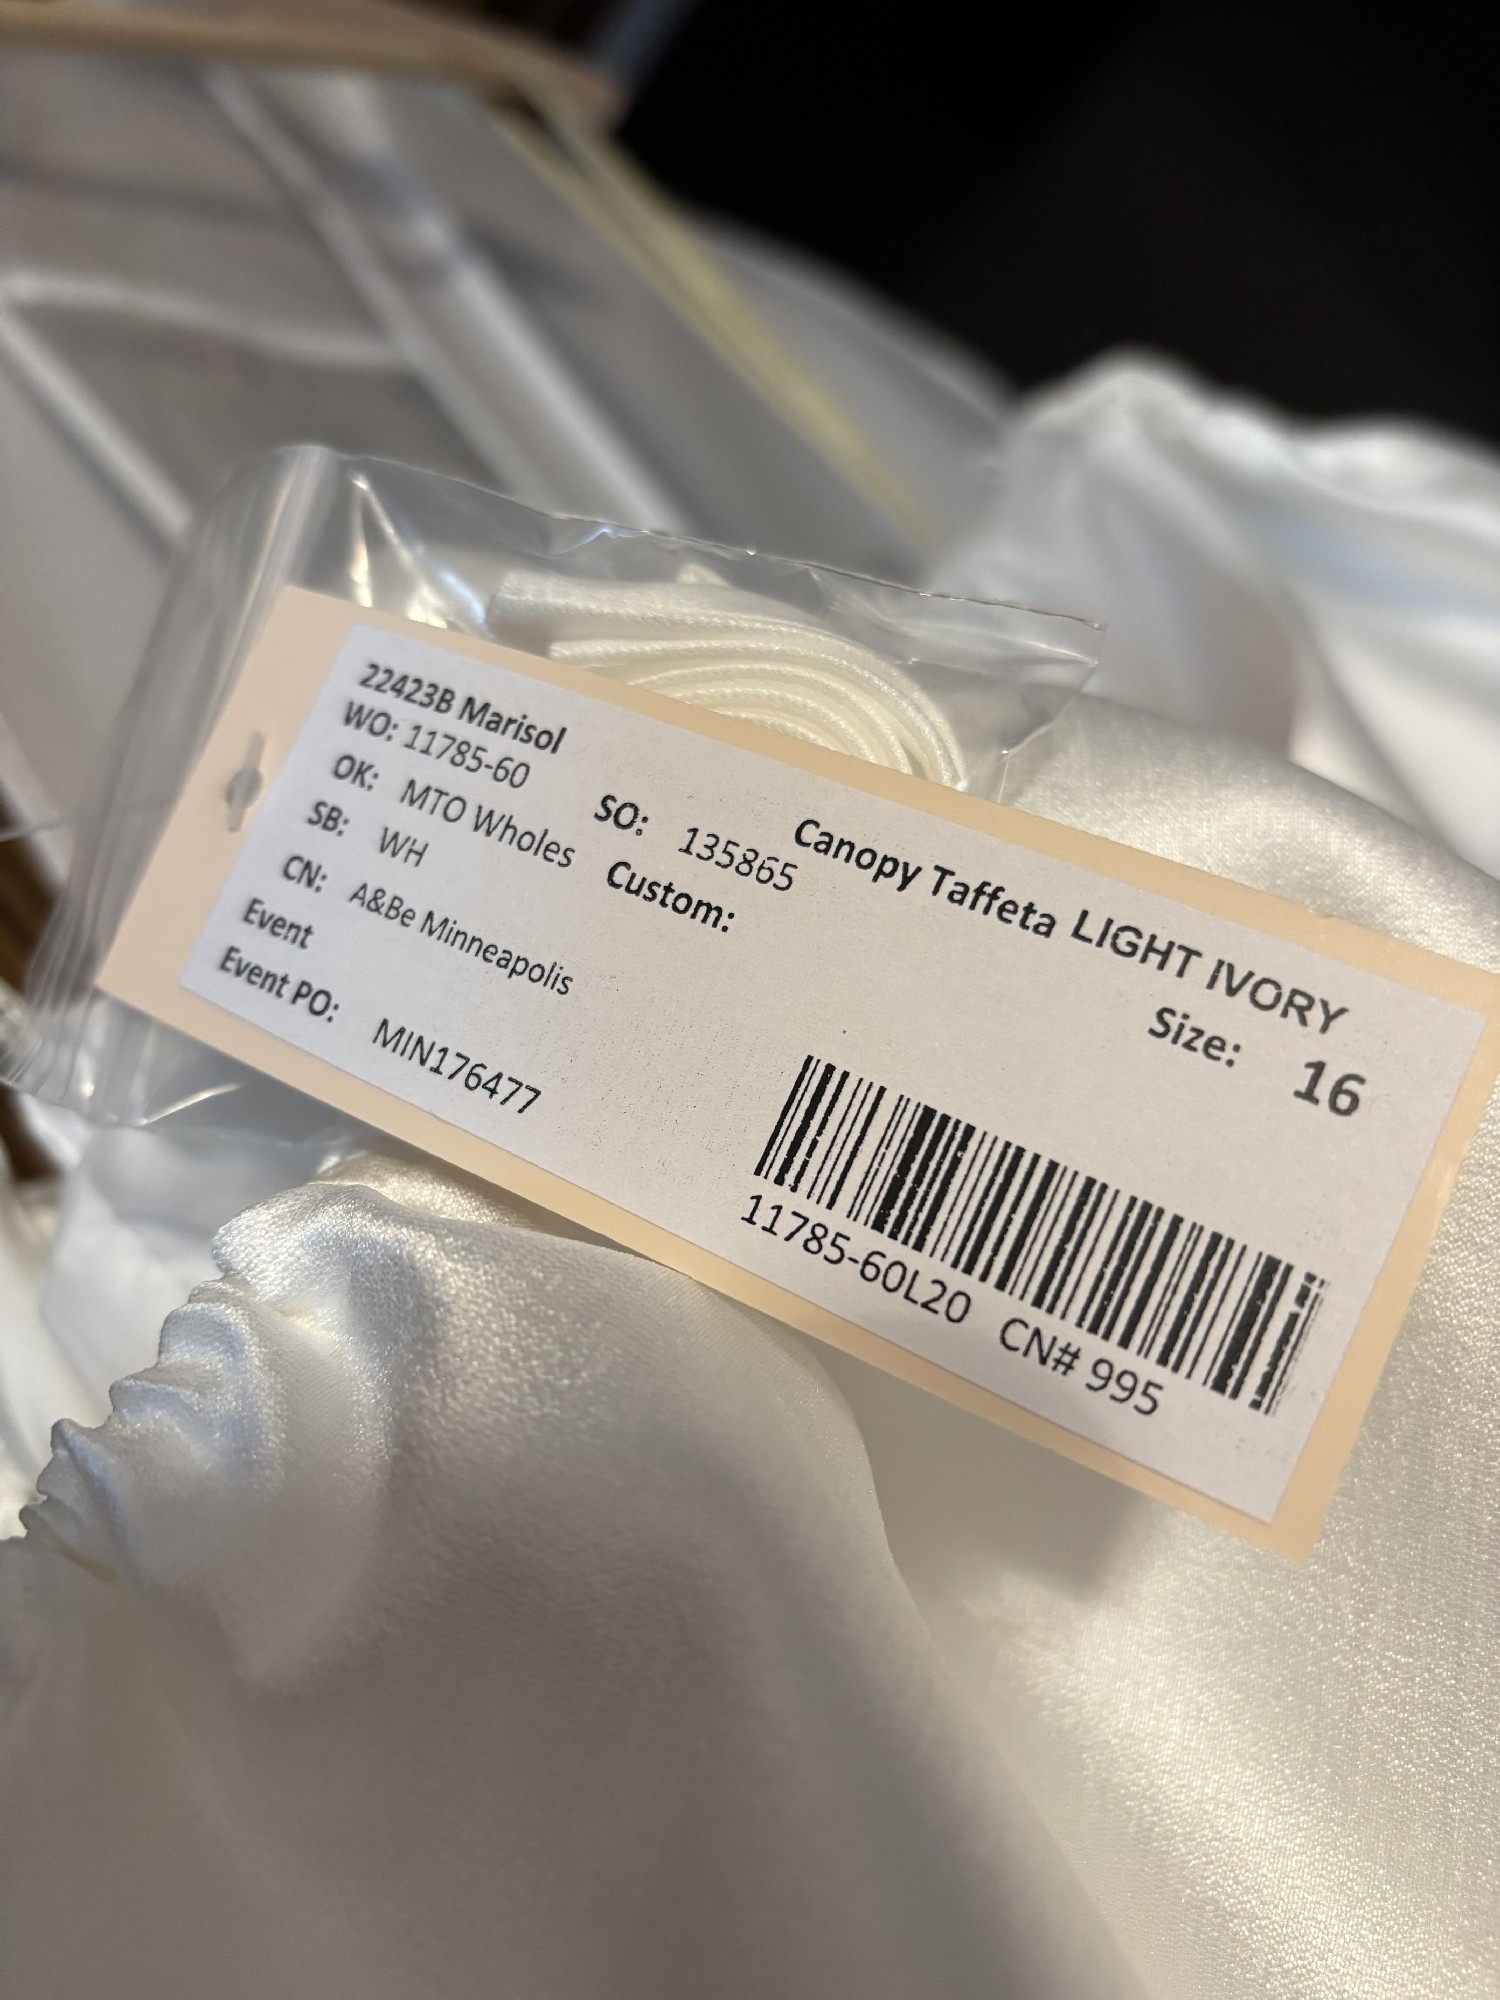 22423B Marisol
WO: 11785-60
OK: MTO Wholes
SB: WH
CN: A&Be Minneapolis
Event
Event PO: MIN176477
SO: 135865
Custom:
Canopy Taffeta LIGHT IVORY
Size: 16
11785-60L20 CN# 995